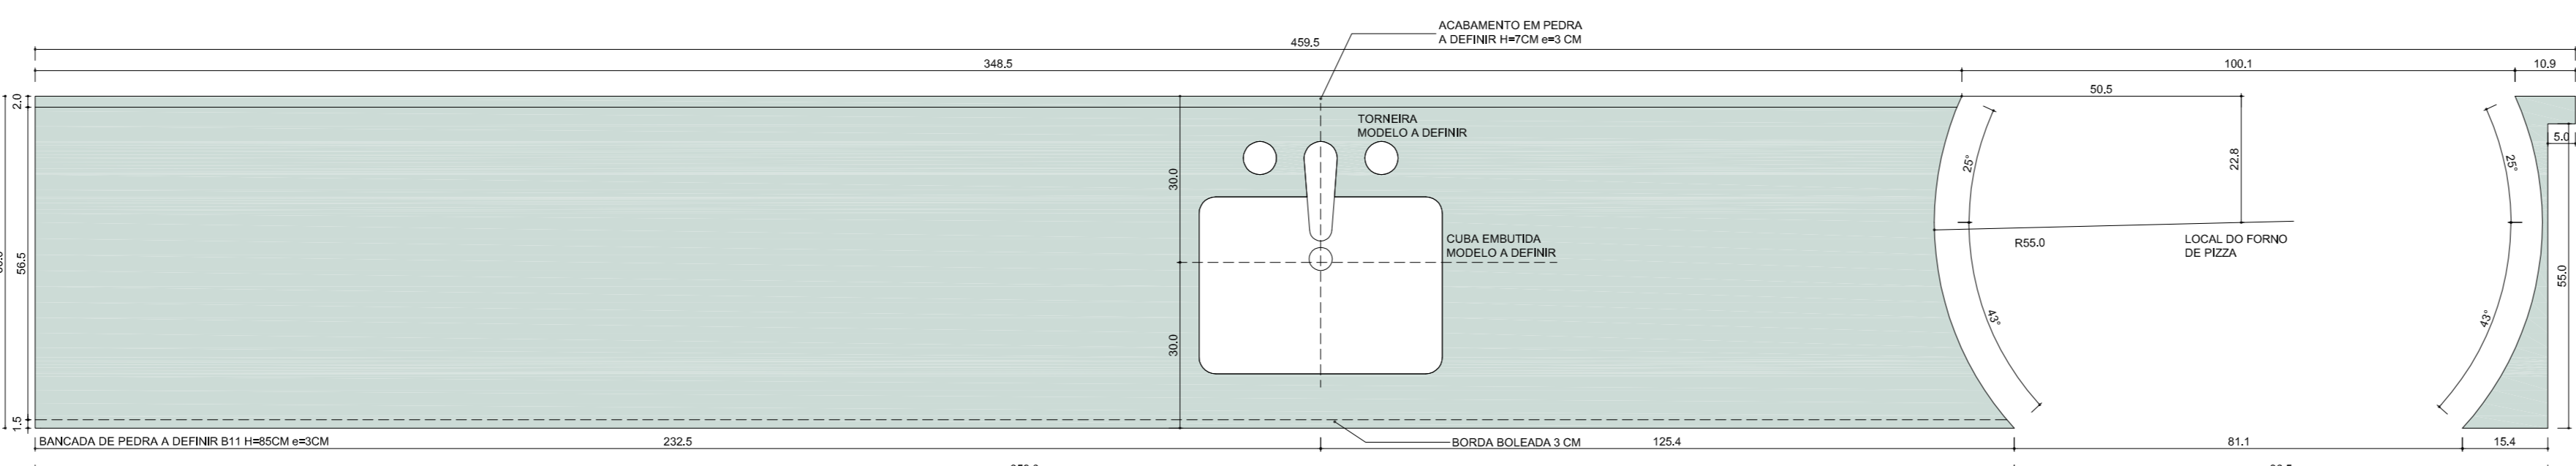 ACABAMENTO EM PEDRA
A DEFINIR H=7CM e=3 CM
459.5
348.5
100.1
10.9
2.0
50.5
TORNEIRA
MODELO A DEFINIR
5.0
22.8
25°
25°
30.0
56.5
CUBA EMBUTIDA
MODELO A DEFINIR
R55.0
LOCAL DO FORNO
DE PIZZA
55.0
43°
43°
30.0
1.5
BANCADA DE PEDRA A DEFINIR B11 H=85CM e=3CM
232.5
BORDA BOLEADA 3 CM
125.4
81.1
15.4